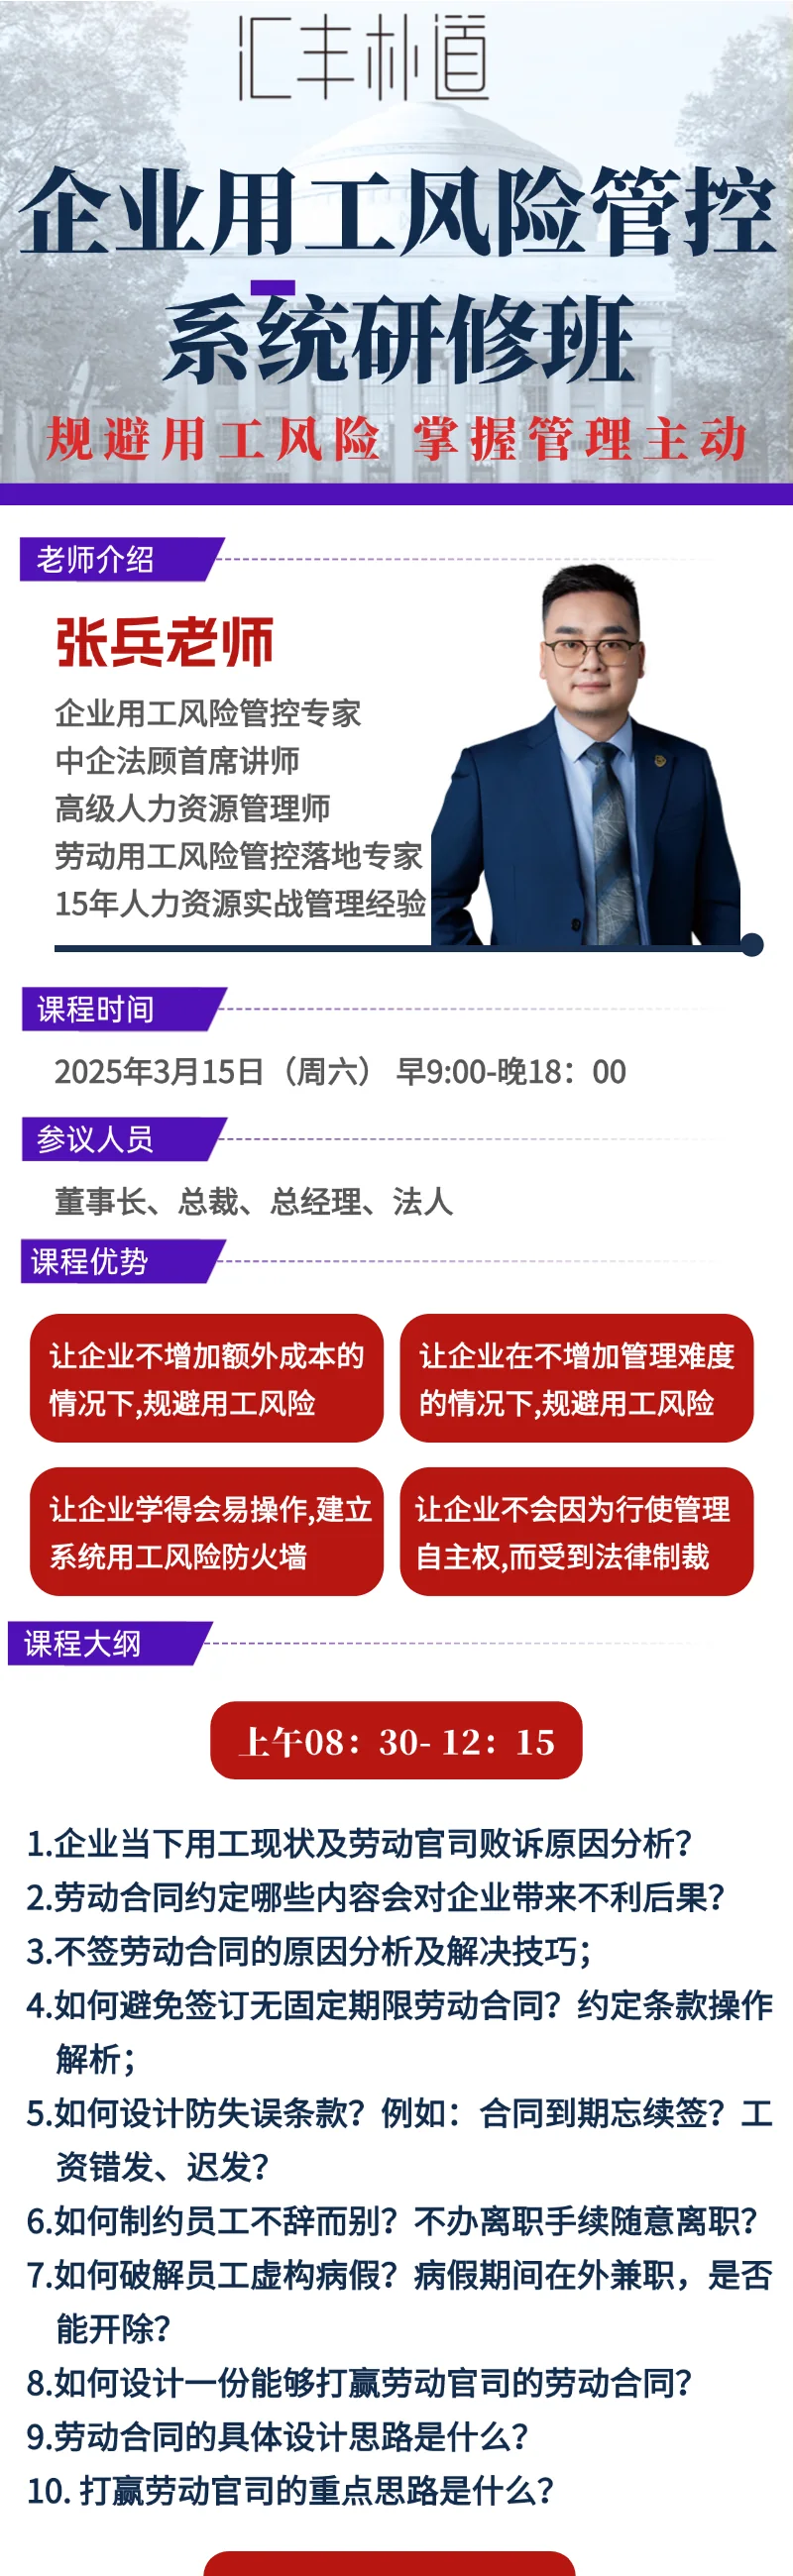 汇丰朴道
企业用工风险管控
系统研修班
规避用工风险 掌握管理主动
老师介绍
张兵老师
企业用工风险管控专家
中企法顾首席讲师
高级人力资源管理师
劳动用工风险管控落地专家
15年人力资源实战管理经验
课程时间
2025年3月15日（周六） 早9:00-晚18：00
参议人员
董事长、总裁、总经理、法人
课程优势
让企业不增加额外成本的
情况下,规避用工风险
让企业在不增加管理难度
的情况下,规避用工风险
让企业学得会易操作,建立
系统用工风险防火墙
让企业不会因为行使管理
自主权,而受到法律制裁
课程大纲
上午08：30- 12：15
1.企业当下用工现状及劳动官司败诉原因分析？
2.劳动合同约定哪些内容会对企业带来不利后果？
3.不签劳动合同的原因分析及解决技巧；
4.如何避免签订无固定期限劳动合同？约定条款操作
解析；
5.如何设计防失误条款？例如：合同到期忘续签？工
资错发、迟发？
6.如何制约员工不辞而别？不办离职手续随意离职？
7.如何破解员工虚构病假？病假期间在外兼职，是否
能开除？
8.如何设计一份能够打赢劳动官司的劳动合同？
9.劳动合同的具体设计思路是什么？
10. 打赢劳动官司的重点思路是什么？